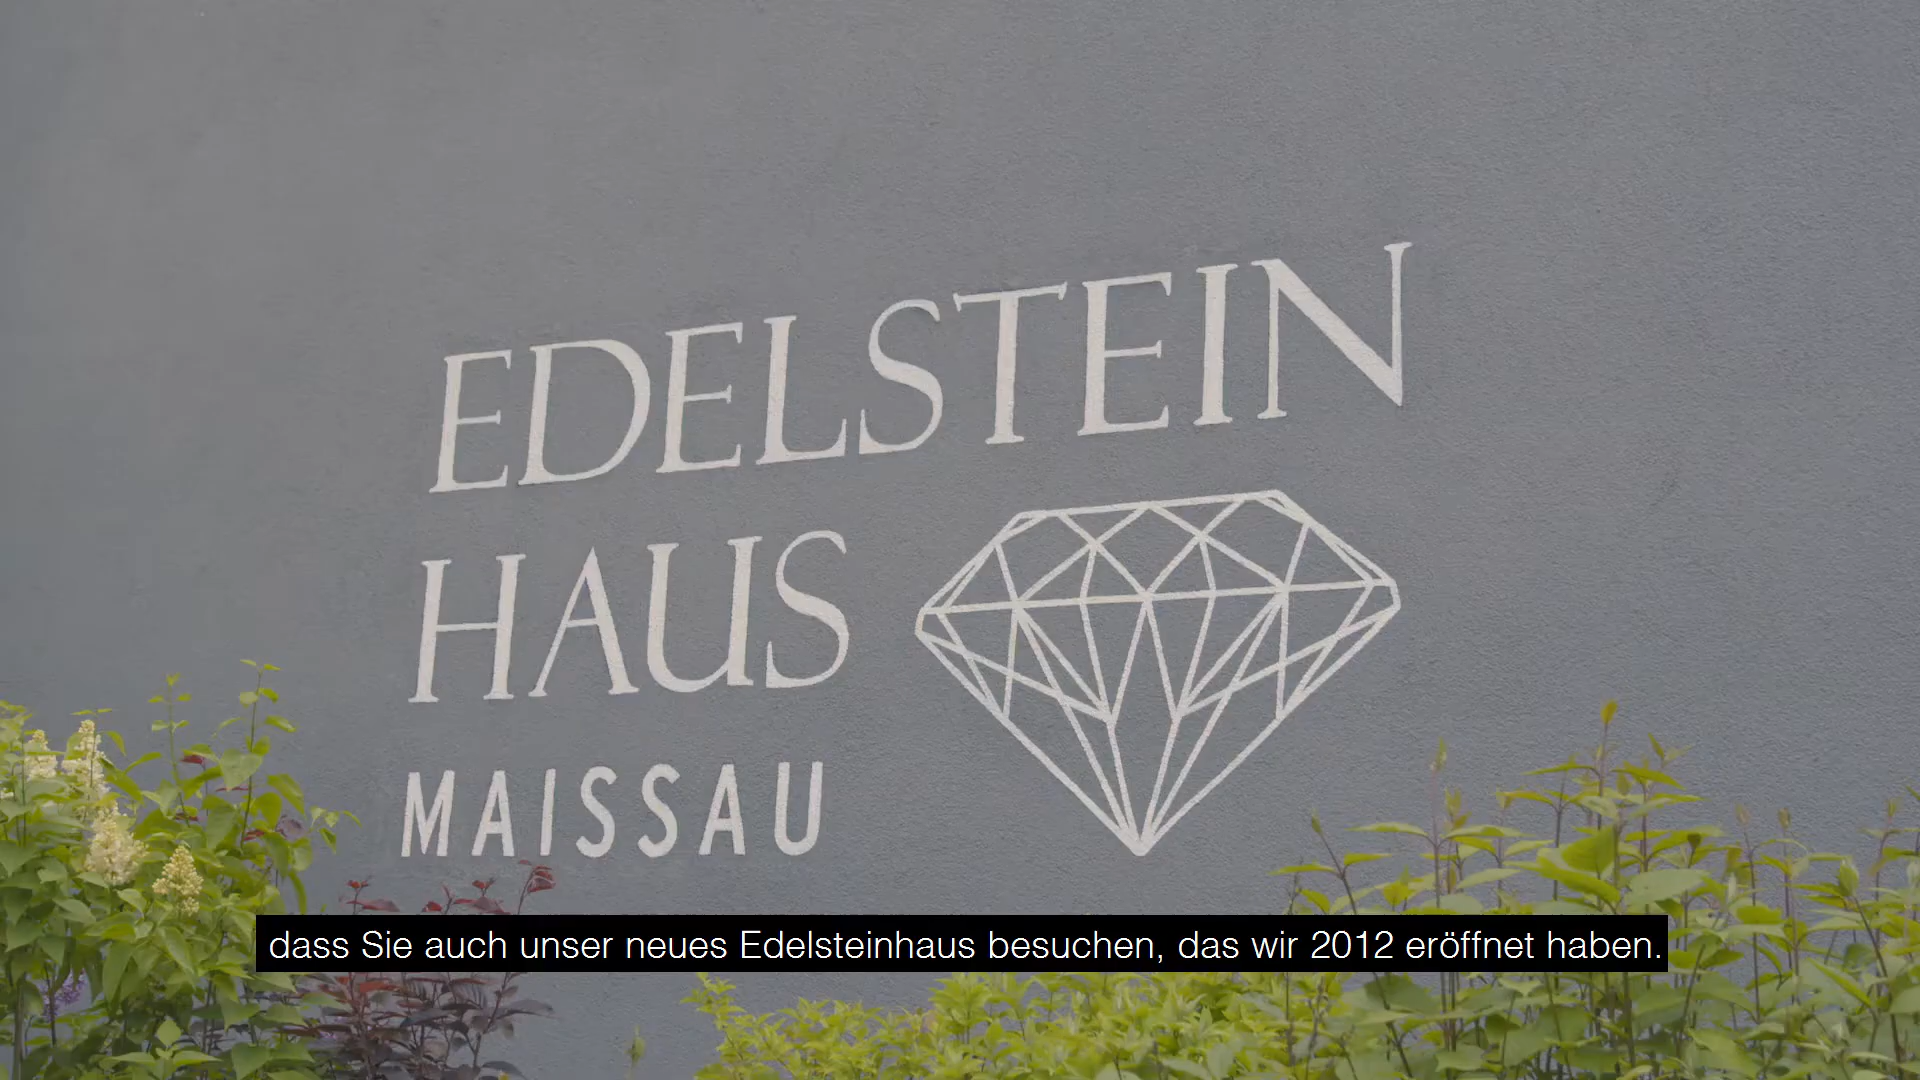 EDELSTEIN
HAUS
MAISSAU
dass Sie auch unser neues Edelsteinhaus besuchen, das wir 2012 eröffnet haben.